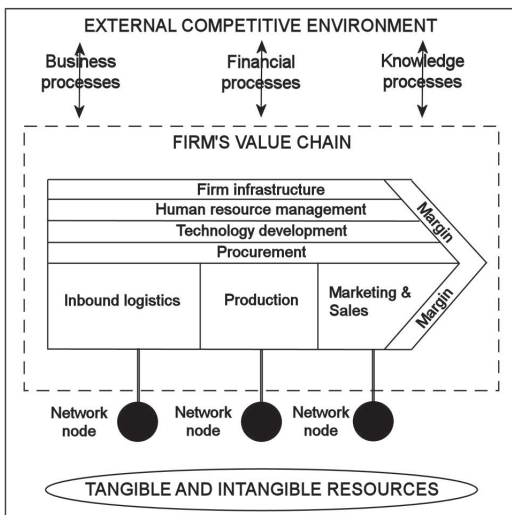 EXTERNAL COMPETITIVE ENVIRONMENT
Business
processes
Financial
processes
Knowledge
processes
FIRM'S VALUE CHAIN
Firm infrastructure
Human resource management
Technology development
Procurement
Margin
Inbound logistics
Production
Marketing &
Sales
Margin
Network
node
Network
node
Network
node
TANGIBLE AND INTANGIBLE RESOURCES